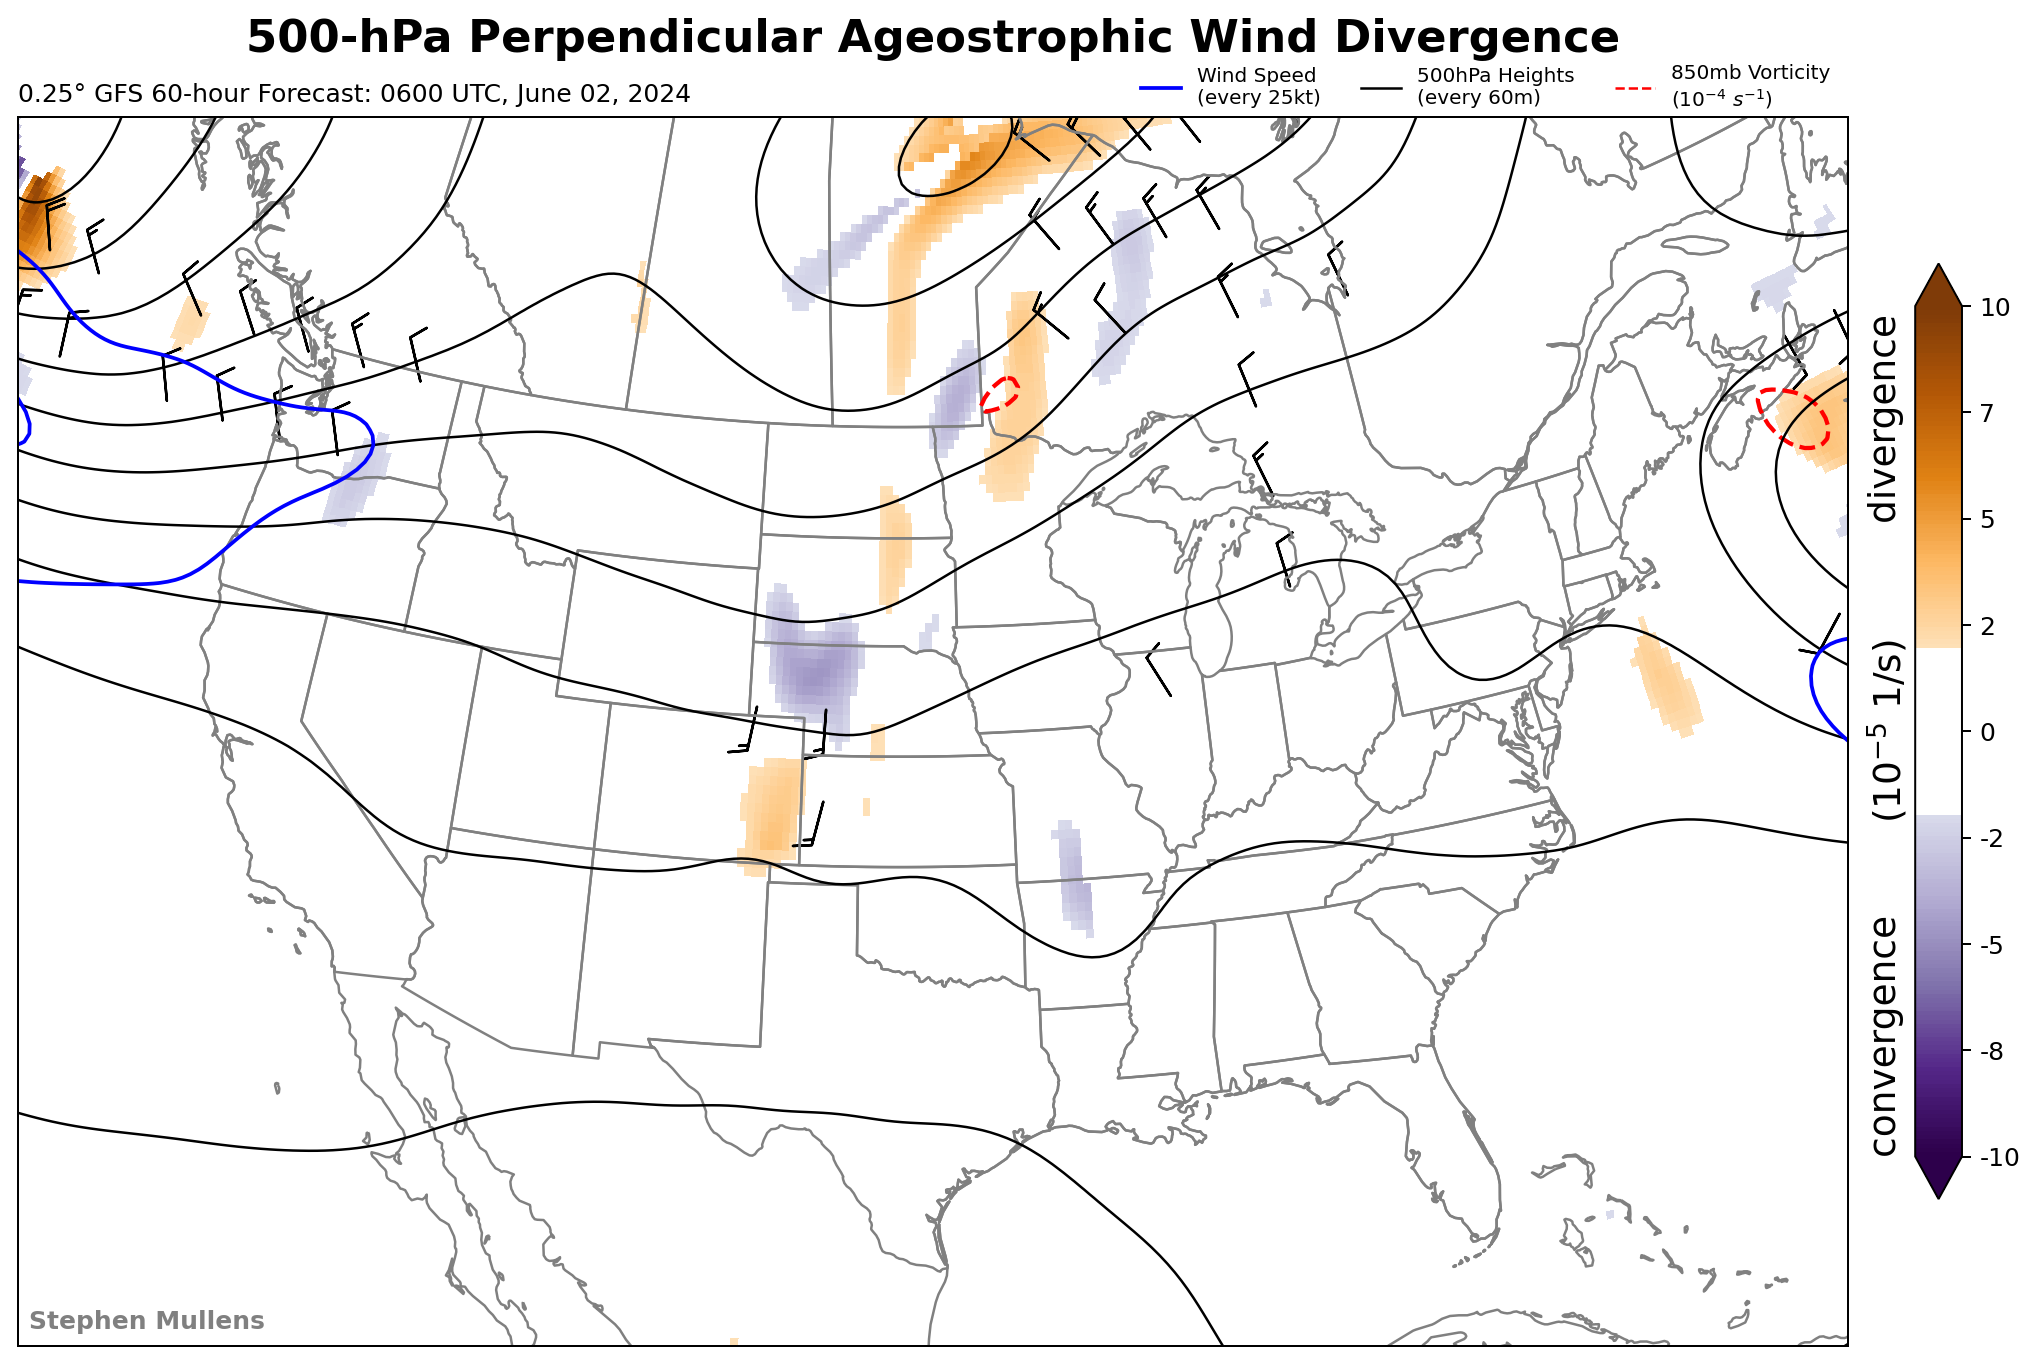 500-hPa Perpendicular Ageostrophic Wind Divergence
0.25° GFS 60-hour Forecast: 0600 UTC, June 02, 2024
Wind Speed
(every 25kt)
500hPa Heights
(every 60m)
850mb Vorticity
(10⁻⁴ s⁻¹)
10
7
5
2
0
-2
-5
-8
-10
convergence (10⁻⁵ 1/s) divergence
Stephen Mullens